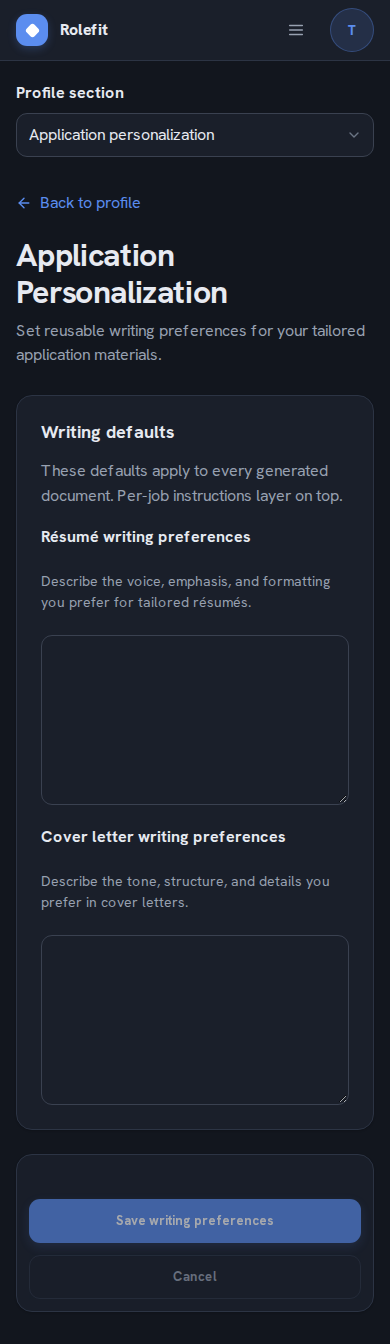 Rolefit
T
Profile section
Application personalization
Back to profile
Application
Personalization
Set reusable writing preferences for your tailored
application materials.
Writing defaults
These defaults apply to every generated
document. Per-job instructions layer on top.
Résumé writing preferences
Describe the voice, emphasis, and formatting
you prefer for tailored résumés.
Cover letter writing preferences
Describe the tone, structure, and details you
prefer in cover letters.
Save writing preferences
Cancel